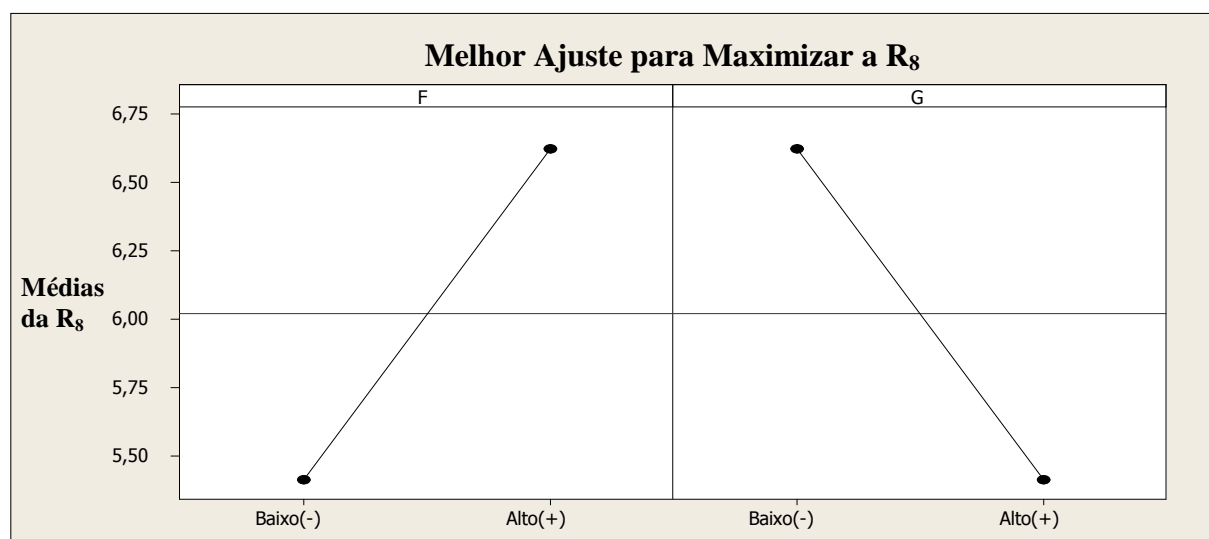 Melhor Ajuste para Maximizar a R₈
F
G
6,75
6,50
6,25
6,00
5,75
5,50
Médias
da R₈
Baixo(-)
Alto(+)
Baixo(-)
Alto(+)